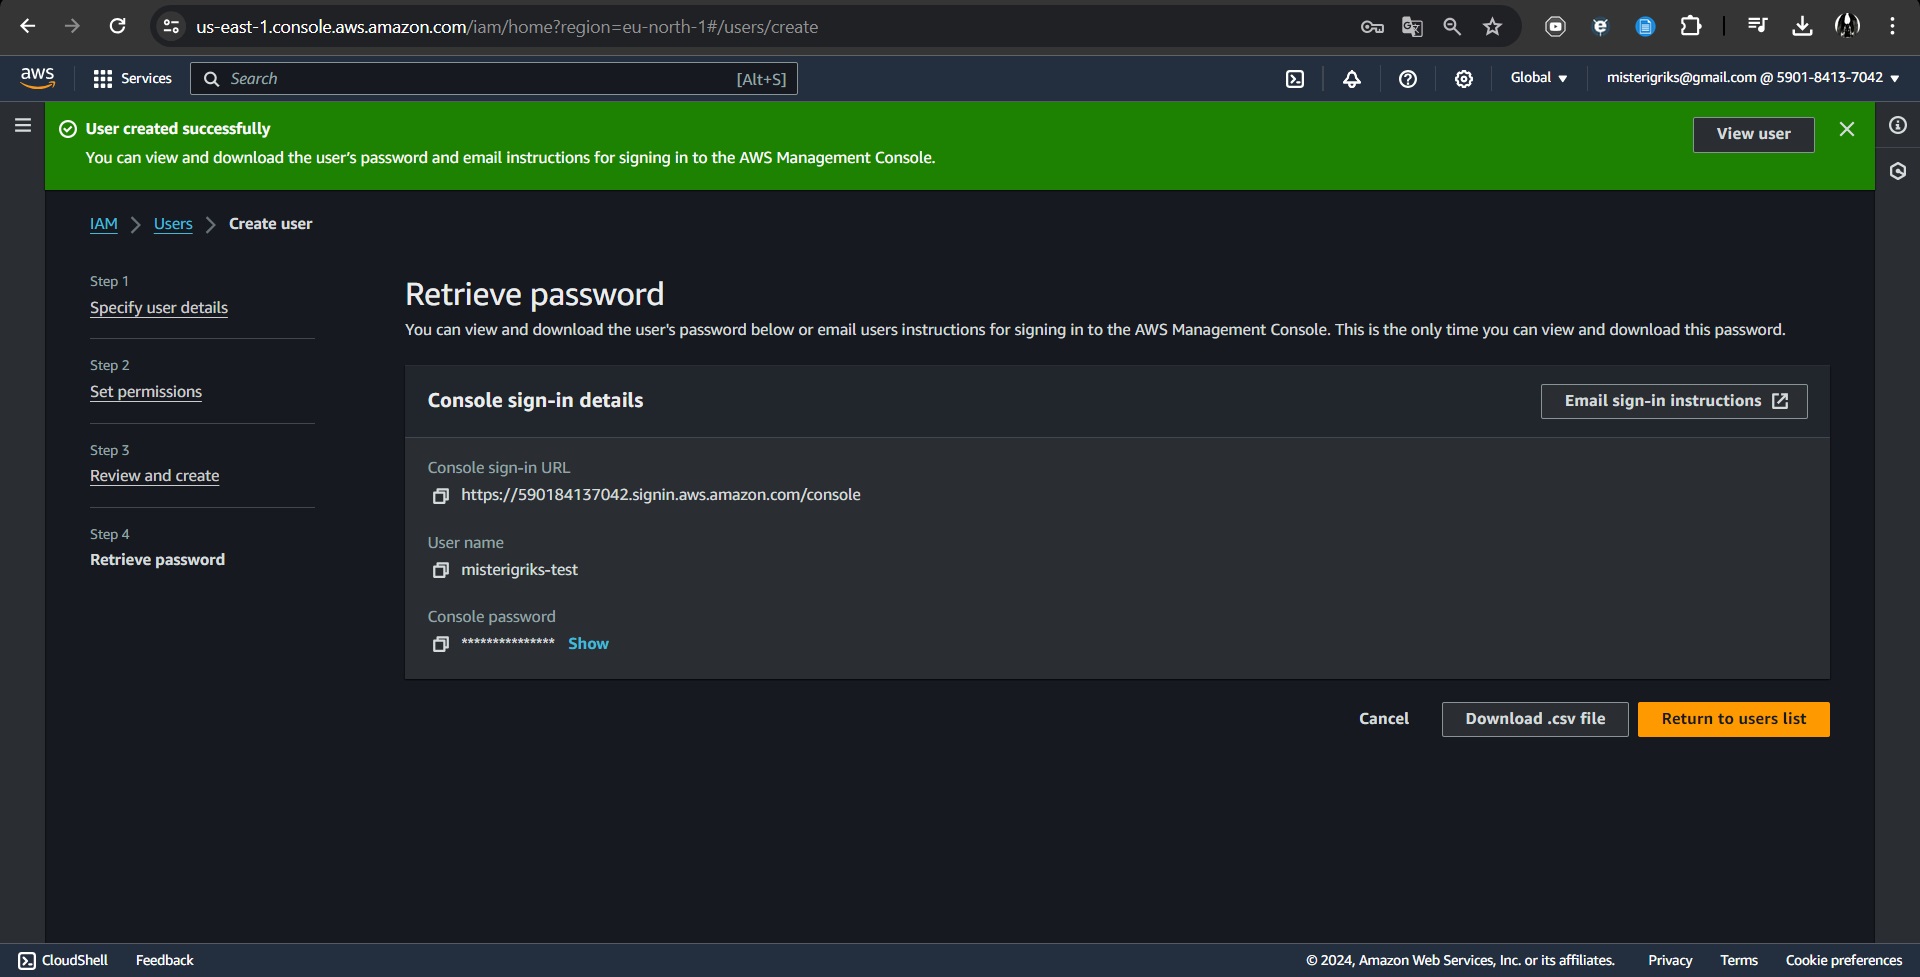 us-east-1.console.aws.amazon.com/iam/home?region=eu-north-1#/users/create
aws Services Search [Alt+S] Global misterigriks@gmail.com @ 5901-8413-7042
User created successfully
You can view and download the user's password and email instructions for signing in to the AWS Management Console.
View user
IAM Users Create user
Step 1
Specify user details
Step 2
Set permissions
Step 3
Review and create
Step 4
Retrieve password
Retrieve password
You can view and download the user's password below or email users instructions for signing in to the AWS Management Console. This is the only time you can view and download this password.
Console sign-in details
Email sign-in instructions
Console sign-in URL
https://590184137042.signin.aws.amazon.com/console
User name
misterigriks-test
Console password
*************** Show
Cancel Download .csv file Return to users list
CloudShell Feedback © 2024, Amazon Web Services, Inc. or its affiliates. Privacy Terms Cookie preferences